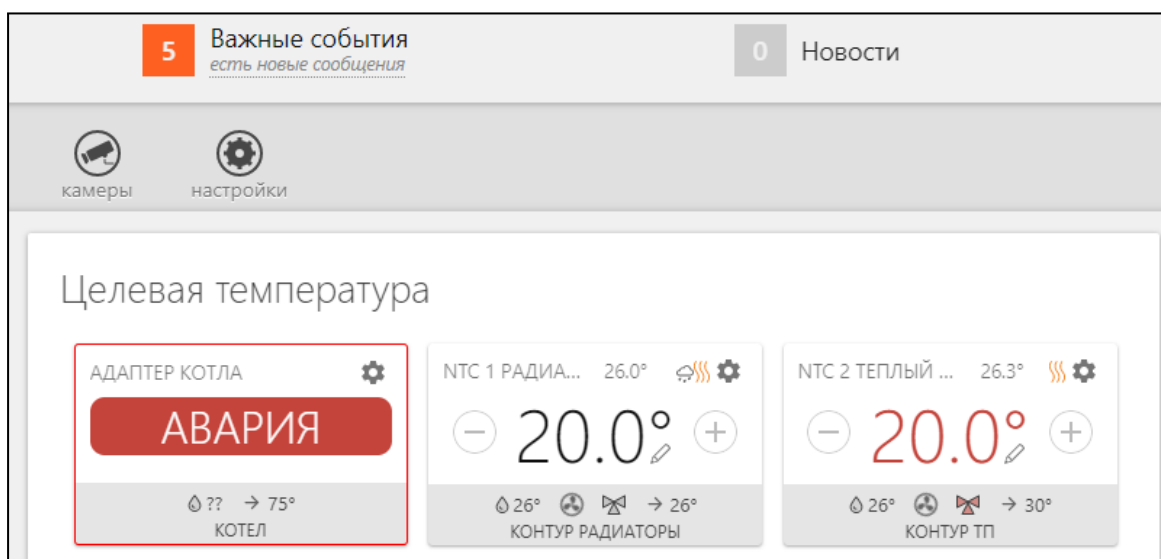 5 Важные события
есть новые сообщения
0 Новости
камеры настройки
Целевая температура
АДАПТЕР КОТЛА
АВАРИЯ
?? → 75°
КОТЕЛ
NTC 1 РАДИА... 26.0°
20.0°
26° → 26°
КОНТУР РАДИАТОРЫ
NTC 2 ТЕПЛЫЙ ... 26.3°
20.0°
26° → 30°
КОНТУР ТП